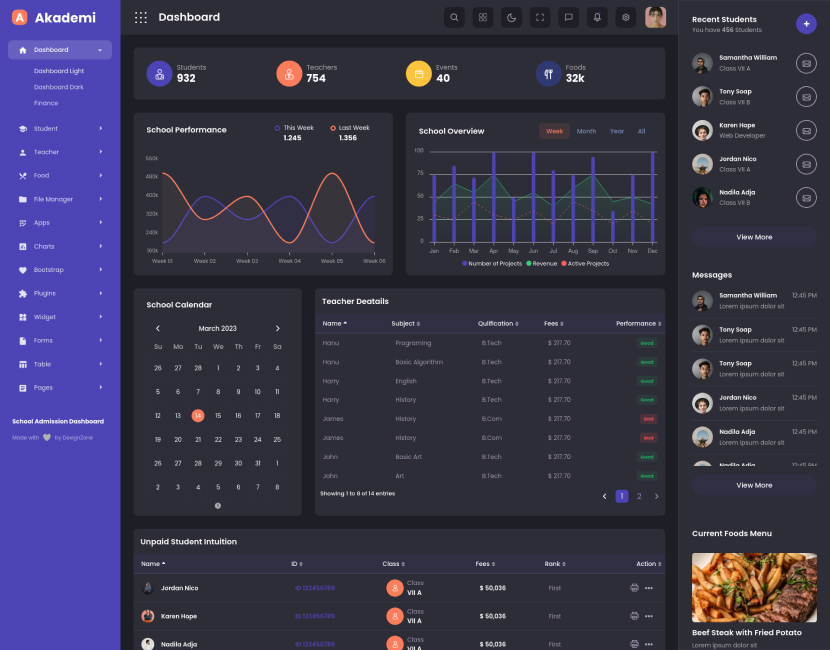 A Akademi
Dashboard
Dashboard Light
Dashboard Dark
Finance
Student
Teacher
Food
File Manager
Apps
Charts
Bootstrap
Plugins
Widget
Forms
Table
Pages
School Admission Dashboard
Made with by DexignZone
Dashboard
Students
932
Teachers
754
Events
40
Foods
32k
School Performance
This Week
1.245
Last Week
1.356
560k
480k
400k
320k
240k
160k
Week 01 Week 02 Week 03 Week 04 Week 05 Week 06
School Overview
Week Month Year All
100
75
50
25
0
Jan Feb Mar Apr May Jun Jul Aug Sep Oct Nov Dec
Number of Projects Revenue Active Projects
School Calendar
March 2023
Su Mo Tu We Th Fr Sa
26 27 28 1 2 3 4
5 6 7 8 9 10 11
12 13 14 15 16 17 18
19 20 21 22 23 24 25
26 27 28 29 30 31 1
2 3 4 5 6 7 8
Teacher Deatails
Name Subject Qulification Fees Performance
Hanu Programing B.Tech $ 217.70 Good
Hanu Basic Algorithm B.Tech $ 217.70 Good
Harry English B.Tech $ 217.70 Good
Harry History B.Tech $ 217.70 Good
James History B.Com $ 217.70 Bad
James History B.Com $ 217.70 Bad
John Basic Art B.Tech $ 217.70 Good
John Art B.Tech $ 217.70 Good
Showing 1 to 8 of 14 entries
1 2
Unpaid Student Intuition
Name ID Class Fees Rank Action
Jordan Nico ID 123456789 Class VII A $ 50,036 First
Karen Hope ID 123456789 Class VII A $ 50,036 First
Nadila Adja ID 123456789 Class VII A $ 50,036 First
Recent Students
You have 456 Students
+
Samantha William
Class VII A
Tony Soap
Class VII B
Karen Hope
Web Developer
Jordan Nico
Class VII A
Nadila Adja
Class VII B
View More
Messages
Samantha William 12:45 PM
Lorem ipsum dolor sit
Tony Soap 12:45 PM
Lorem ipsum dolor sit
Tony Soap 12:45 PM
Lorem ipsum dolor sit
Jordan Nico 12:45 PM
Lorem ipsum dolor sit
Nadila Adja 12:45 PM
Lorem ipsum dolor sit
Nadila Adja 12:45 PM
View More
Current Foods Menu
Beef Steak with Fried Potato
Lorem ipsum dolor sit